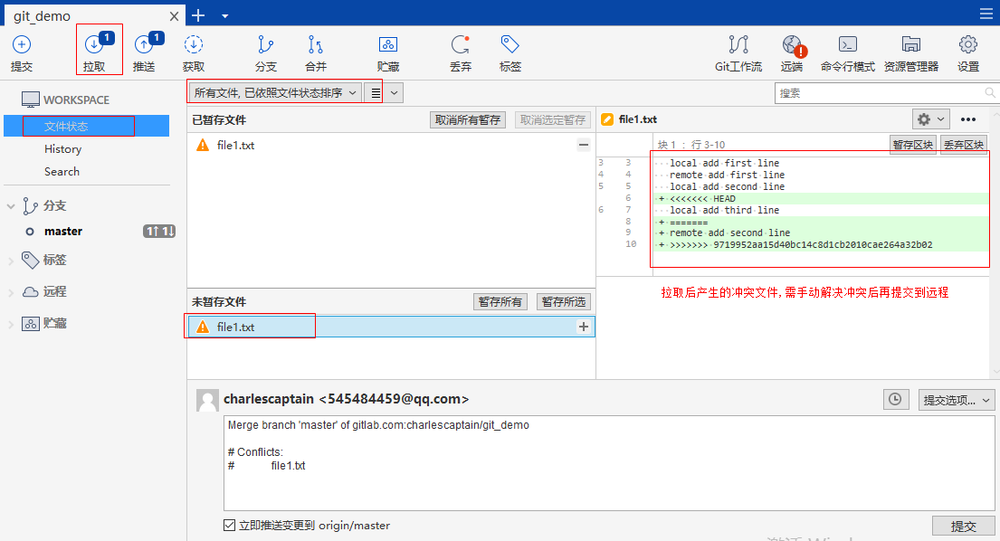 git_demo
1
1
提交
拉取
推送
获取
分支
合并
贮藏
丢弃
标签
Git工作流
远端
命令行模式
资源管理器
设置
WORKSPACE
文件状态
History
Search
分支
master
1↑ 1↓
标签
远程
贮藏
所有文件, 已依照文件状态排序
搜索
已暂存文件
取消所有暂存
取消选定暂存
file1.txt
未暂存文件
暂存所有
暂存所选
file1.txt
file1.txt
块 1 : 行 3-10
暂存区块
丢弃区块
3 3 local add first line
4 4 remote add first line
5 5 local add second line
6 + <<<<<<< HEAD
6 7 local add third line
8 + =======
9 + remote add second line
10 + >>>>>>> 9719952aa15d40bc14c8d1cb2010cae264a32b02
拉取后产生的冲突文件,需手动解决冲突后再提交到远程
charlescaptain <545484459@qq.com>
提交选项...
Merge branch 'master' of gitlab.com:charlescaptain/git_demo
# Conflicts:
# file1.txt
立即推送变更到 origin/master
提交